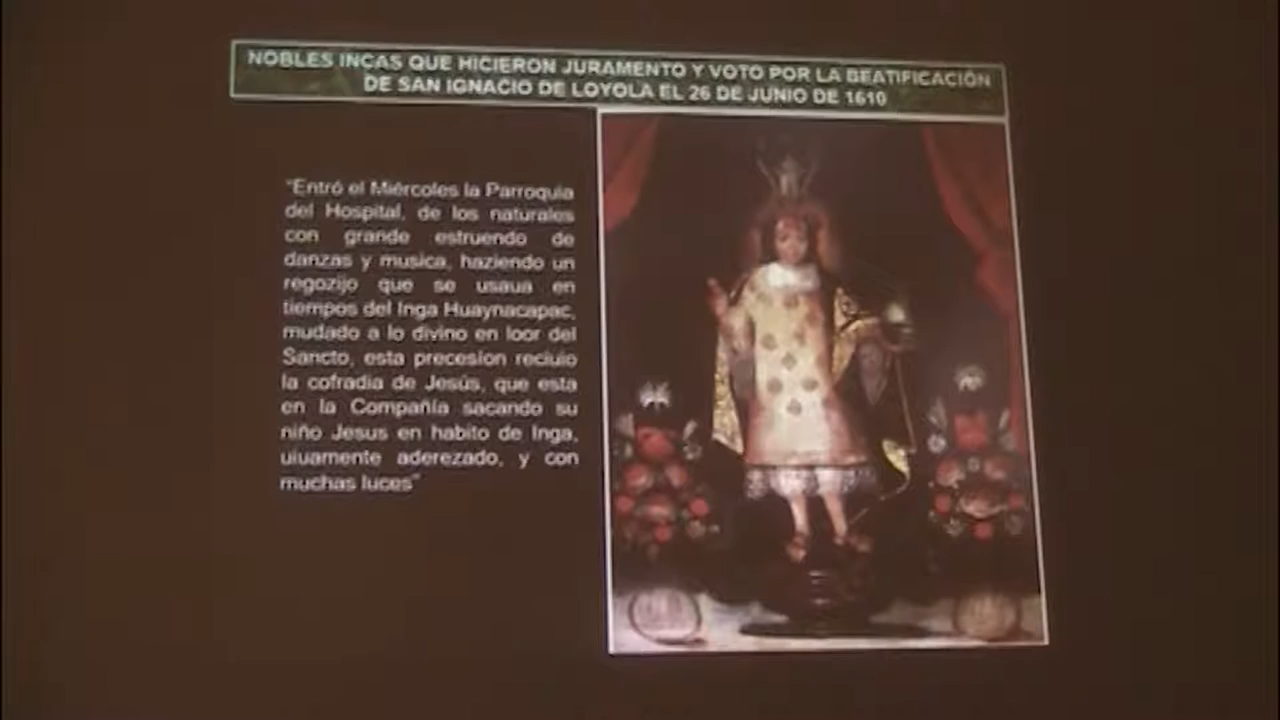 NOBLES INCAS QUE HICIERON JURAMENTO Y VOTO POR LA BEATIFICACIÓN
DE SAN IGNACIO DE LOYOLA EL 26 DE JUNIO DE 1610
"Entró el Miércoles la Parroquia
del Hospital, de los naturales
con grande estruendo de
danzas y musica, haziendo un
regozijo que se usaua en
tiempos del Inga Huaynacapac,
mudado a lo divino en loor del
Sancto, esta precesion reciuio
la cofradia de Jesús, que esta
en la Compañía sacando su
niño Jesus en habito de Inga,
uiuamente aderezado, y con
muchas luces"